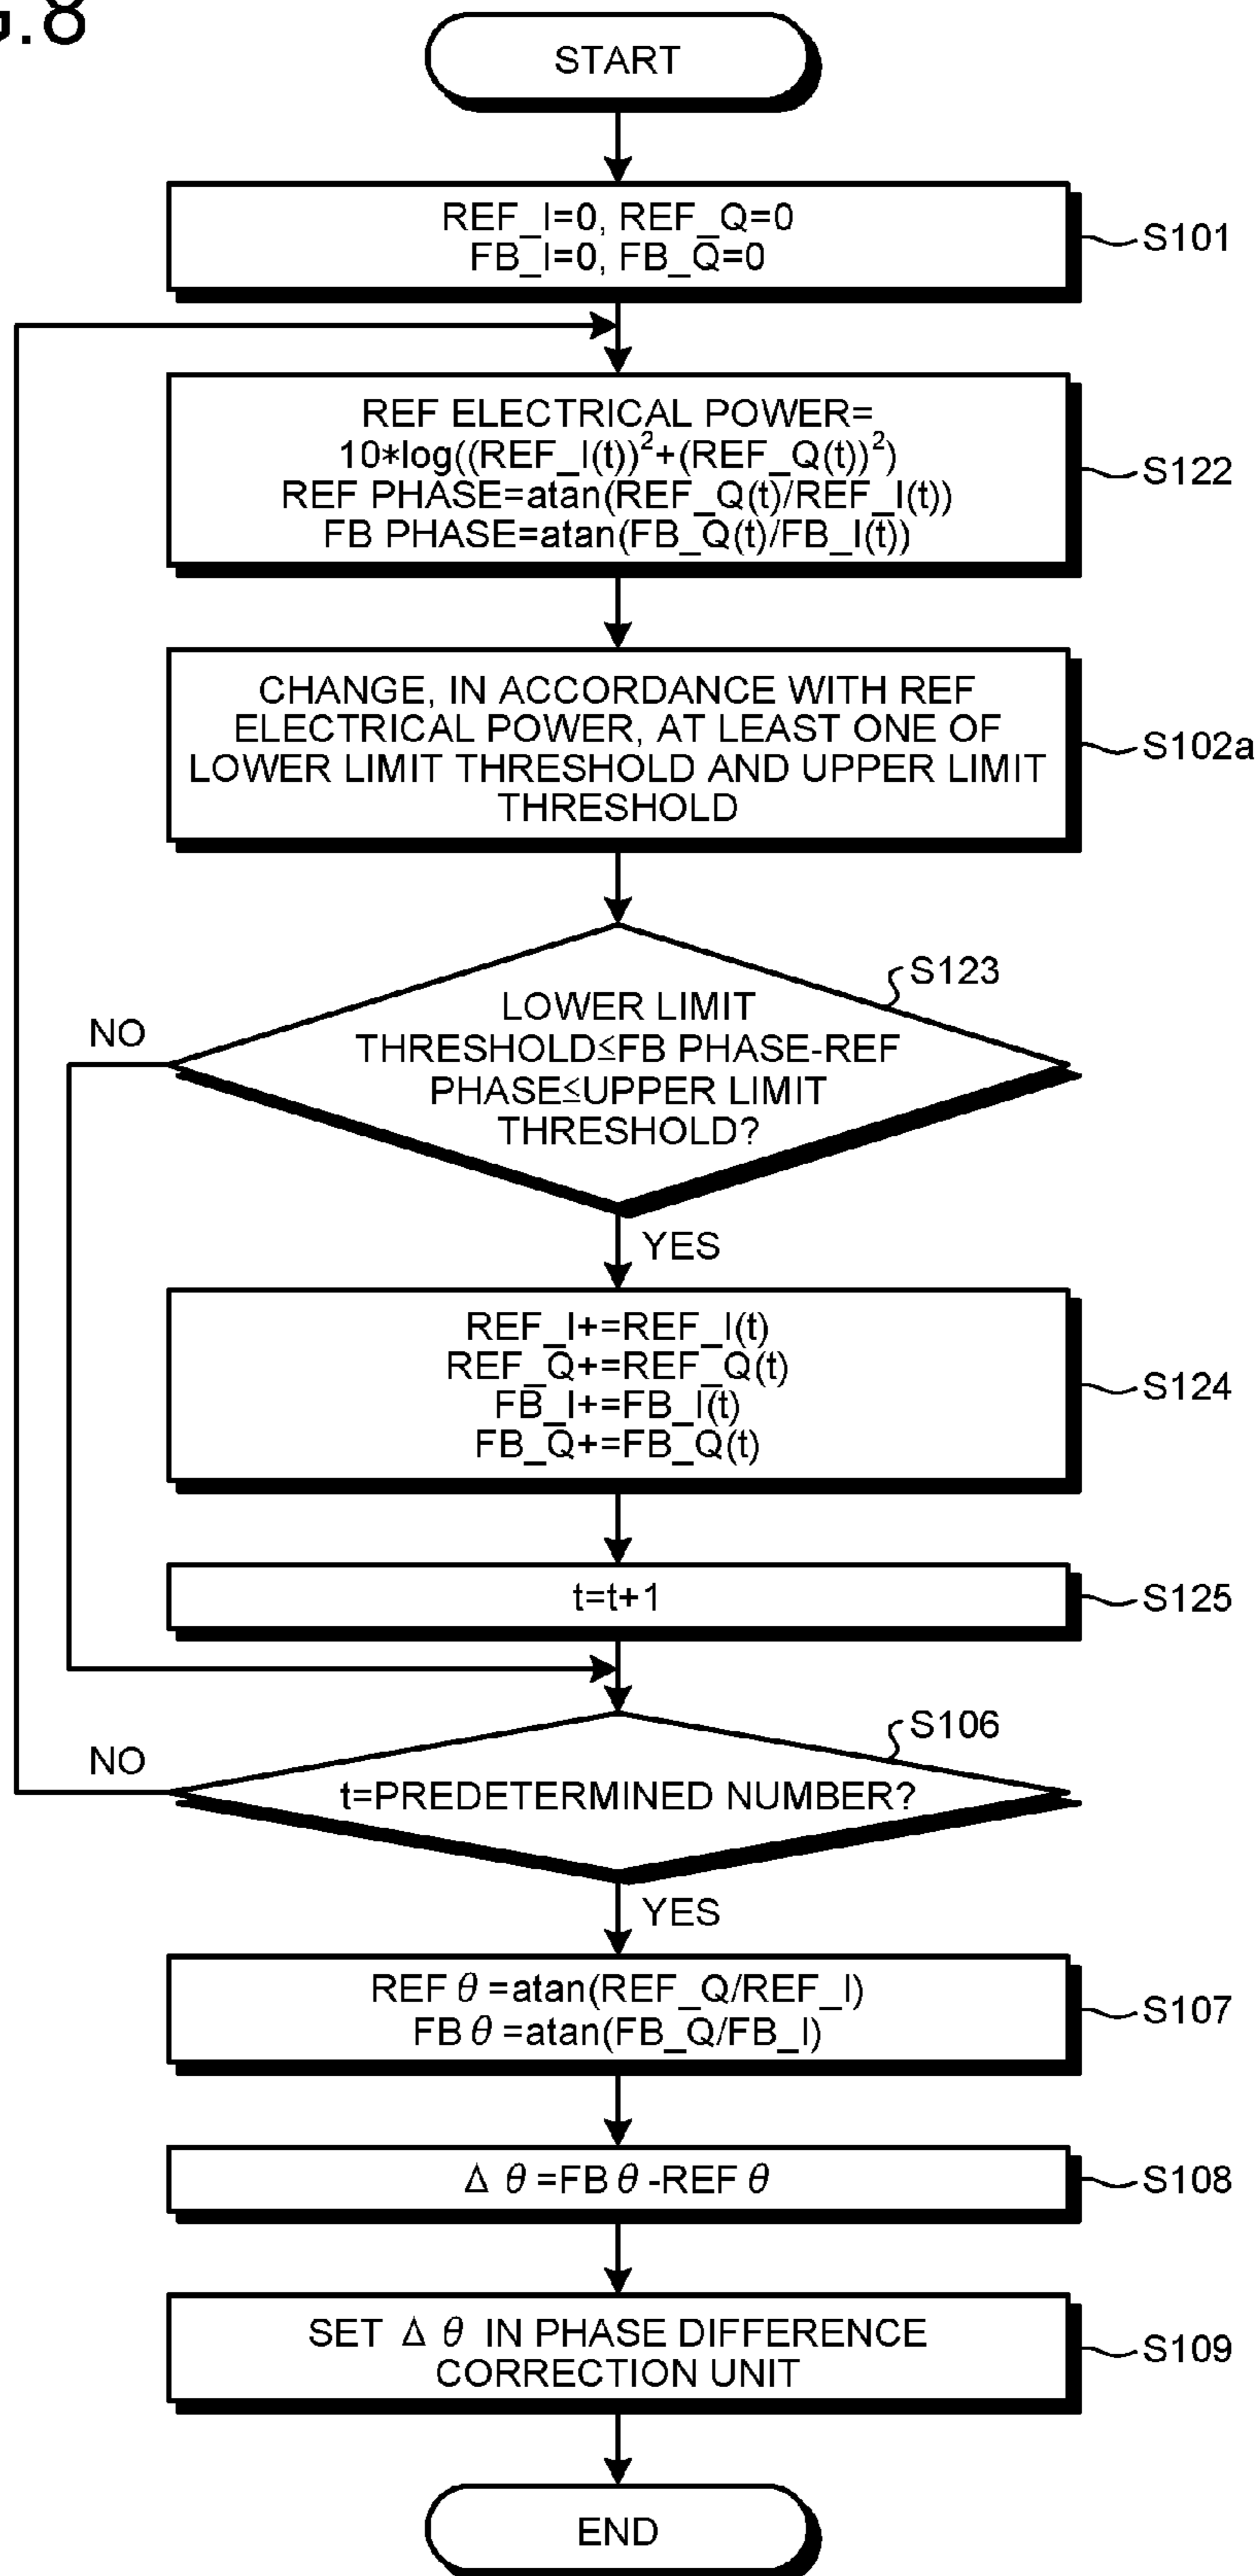 G.8
START
REF_I=0, REF_Q=0
FB_I=0, FB_Q=0
S101
REF ELECTRICAL POWER=
10*log((REF_I(t))²+(REF_Q(t))²)
REF PHASE=atan(REF_Q(t)/REF_I(t))
FB PHASE=atan(FB_Q(t)/FB_I(t))
S122
CHANGE, IN ACCORDANCE WITH REF
ELECTRICAL POWER, AT LEAST ONE OF
LOWER LIMIT THRESHOLD AND UPPER LIMIT
THRESHOLD
S102a
S123
LOWER LIMIT
THRESHOLD≦FB PHASE-REF
PHASE≦UPPER LIMIT
THRESHOLD?
NO
YES
REF_I+=REF_I(t)
REF_Q+=REF_Q(t)
FB_I+=FB_I(t)
FB_Q+=FB_Q(t)
S124
t=t+1
S125
S106
NO
t=PREDETERMINED NUMBER?
YES
REF θ =atan(REF_Q/REF_I)
FB θ =atan(FB_Q/FB_I)
S107
Δ θ =FB θ -REF θ
S108
SET Δ θ IN PHASE DIFFERENCE
CORRECTION UNIT
S109
END